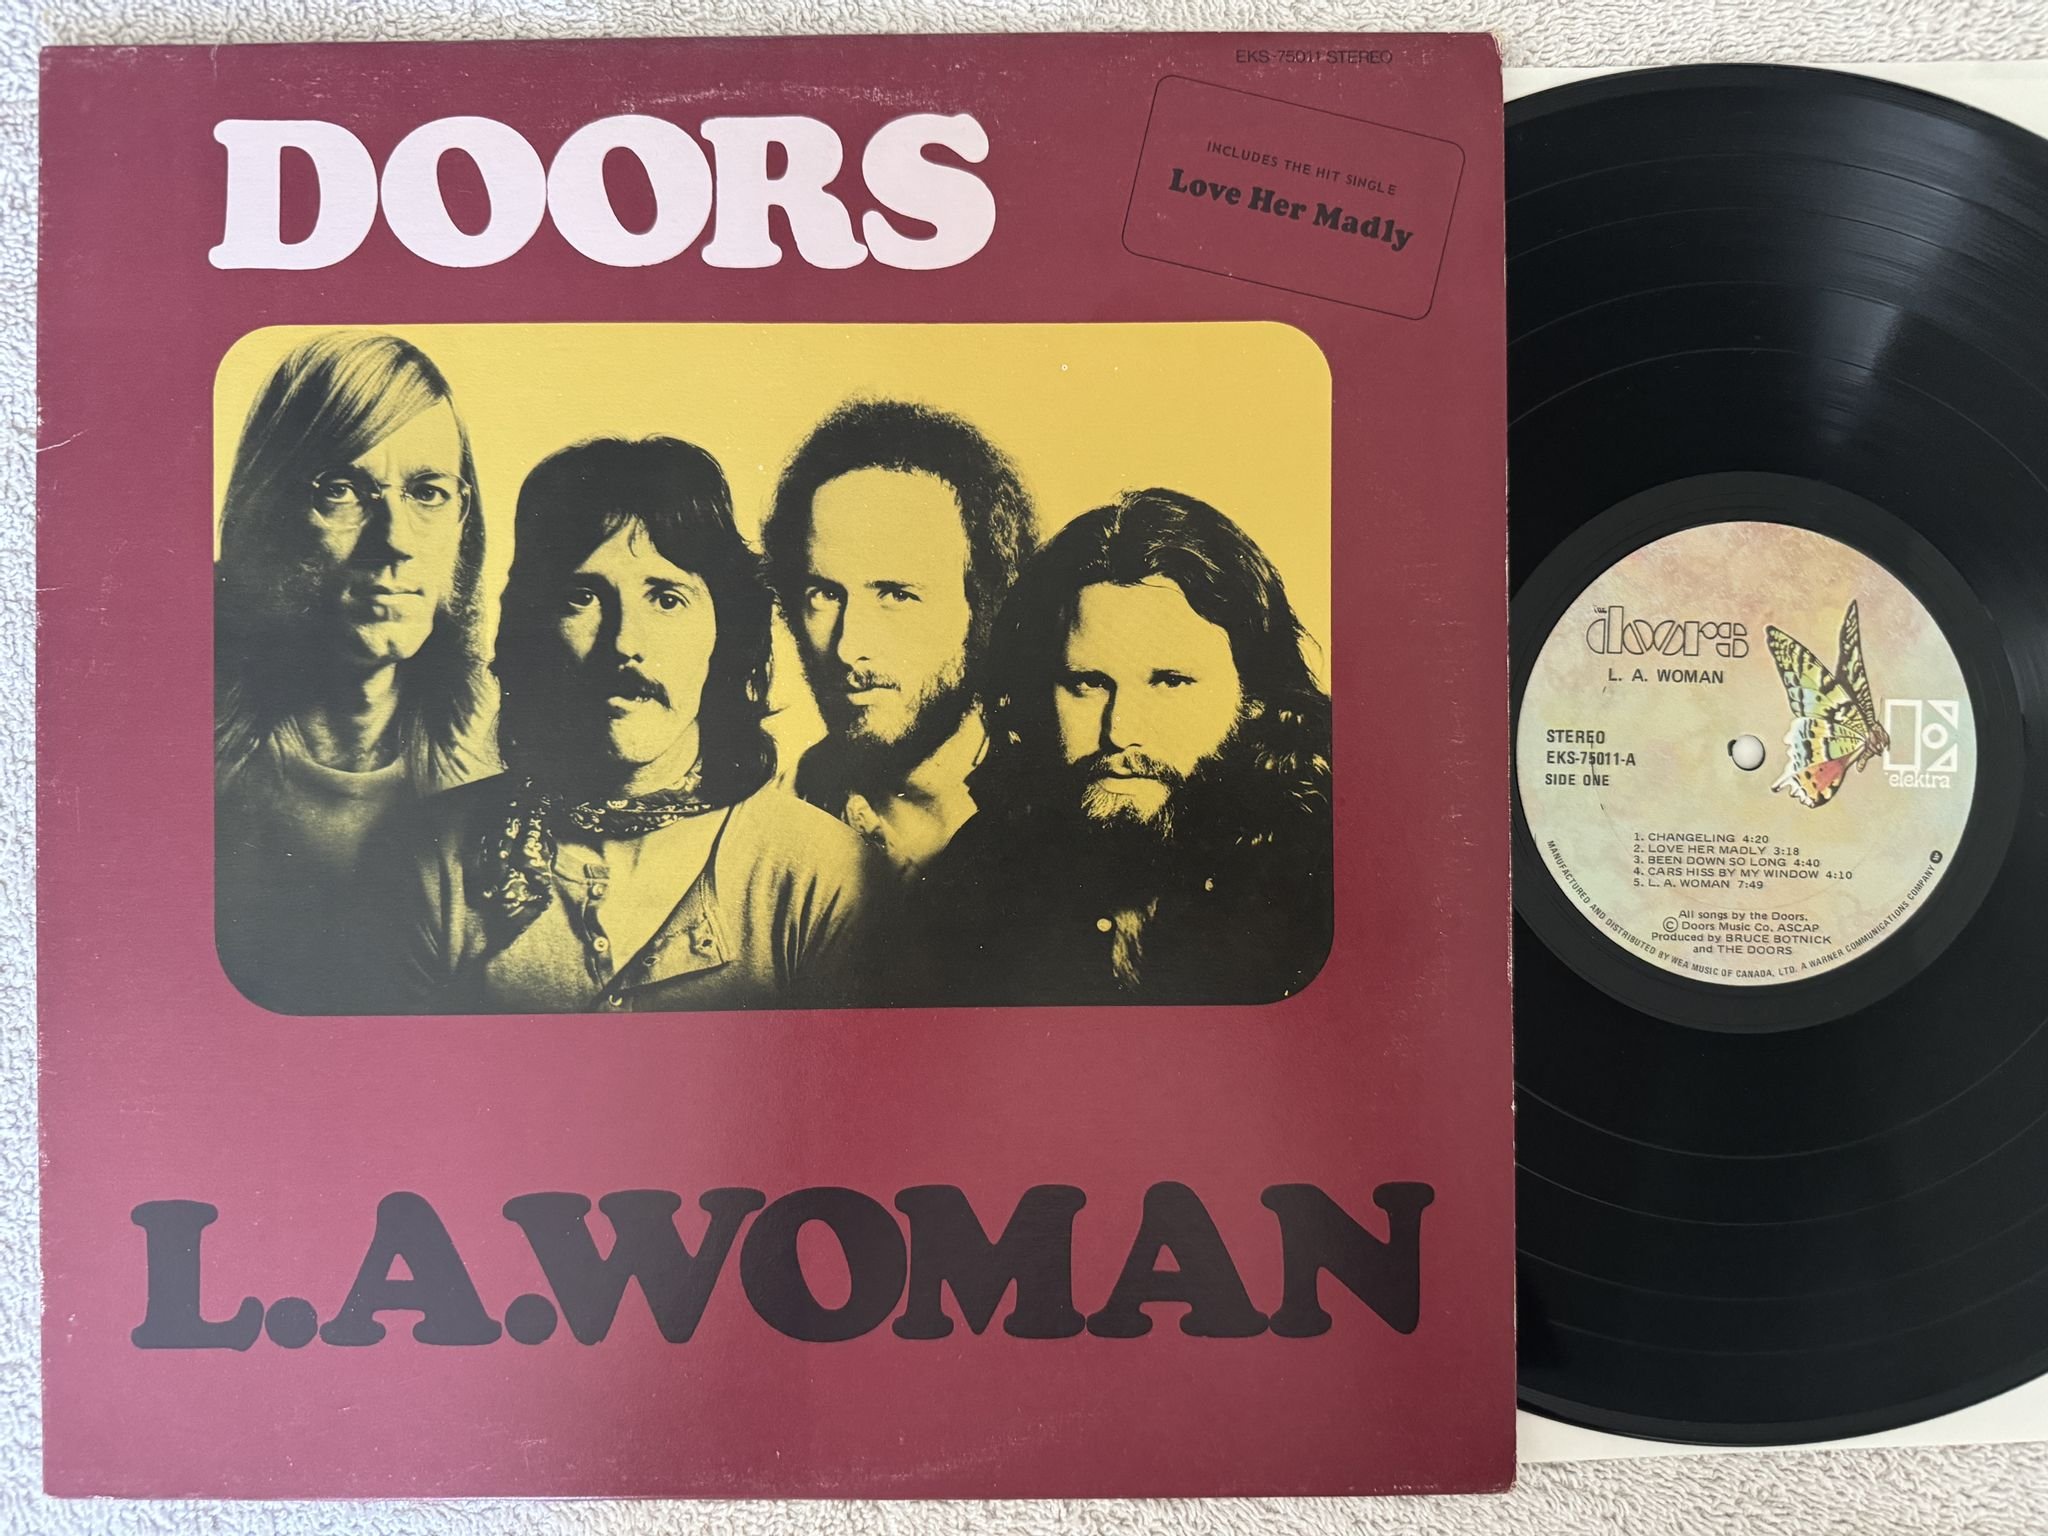 EKS-75011 STEREO
DOORS
INCLUDES THE HIT SINGLE
Love Her Madly
L.A.WOMAN
THE doors
L. A. WOMAN
STEREO
EKS-75011-A
SIDE ONE
elektra
1. CHANGELING 4:20
2. LOVE HER MADLY 3:18
3. BEEN DOWN SO LONG 4:40
4. CARS HISS BY MY WINDOW 4:10
5. L. A. WOMAN 7:49
All songs by the Doors.
© Doors Music Co. ASCAP
Produced by BRUCE BOTNICK
and THE DOORS
MANUFACTURED AND DISTRIBUTED BY WEA MUSIC OF CANADA, LTD. A WARNER COMMUNICATIONS COMPANY